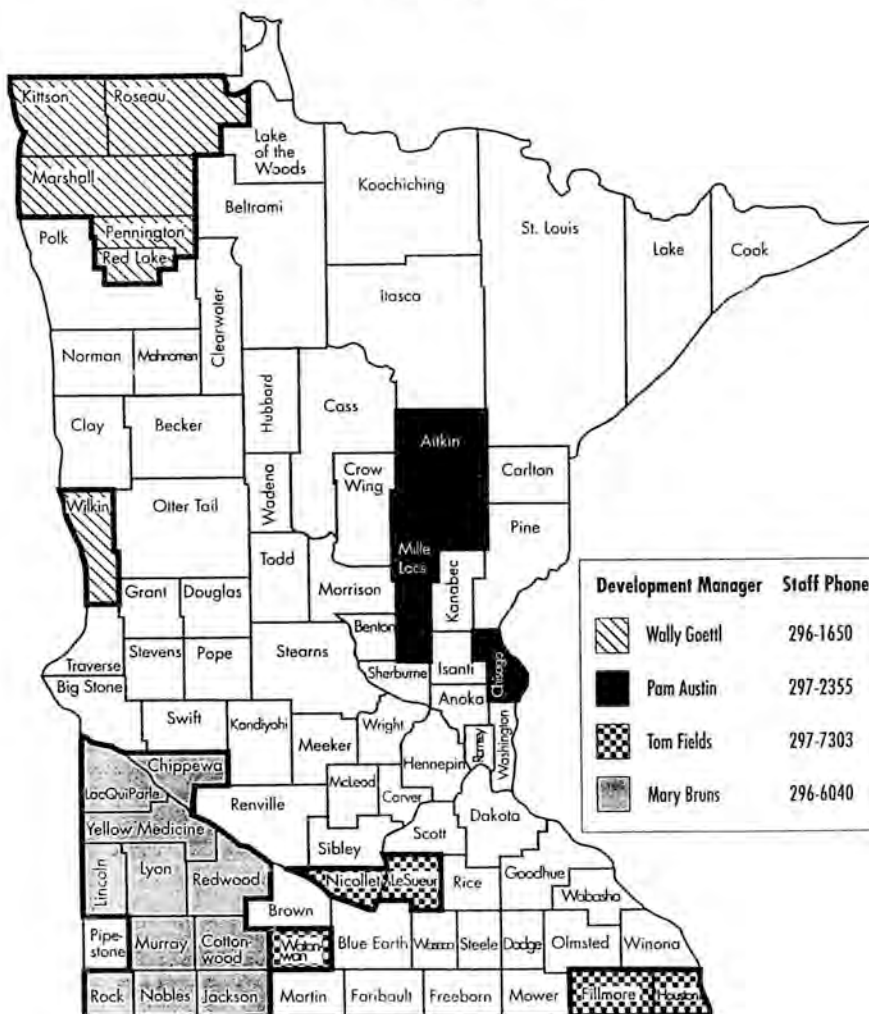 Kittson
Roseau
Lake
of the
Woods
Marshall
Koochiching
Beltrami
St. Louis
Polk
Pennington
Lake
Cook
Red Lake
Itasca
Clearwater
Norman
Mahnomen
Hubbard
Cass
Clay
Becker
Aitkin
Crow
Wing
Carlton
Wadena
Wilkin
Otter Tail
Pine
Mille
Lacs
Todd
Kanabec
Morrison
Grant
Douglas
Benton
Stevens
Pope
Stearns
Isanti
Chisago
Traverse
Sherburne
Big Stone
Anoka
Swift
Kandiyohi
Wright
Ramsey
Washington
Meeker
Hennepin
Chippewa
McLeod
LacQuiParle
Renville
Carver
Dakota
Yellow Medicine
Scott
Sibley
Lincoln
Lyon
Redwood
Nicollet
LeSueur
Rice
Goodhue
Wabasha
Brown
Pipe-
stone
Murray
Cotton-
wood
Waton-
wan
Blue Earth
Waseca
Steele
Dodge
Olmsted
Winona
Rock
Nobles
Jackson
Martin
Faribault
Freeborn
Mower
Fillmore
Houston
Development Manager Staff Phone
Wally Goettl 296-1650
Pam Austin 297-2355
Tom Fields 297-7303
Mary Bruns 296-6040